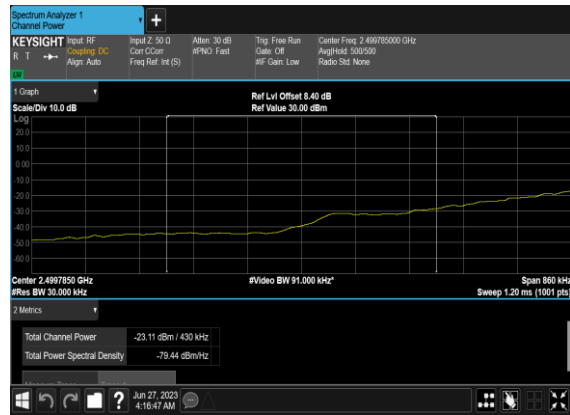 Spectrum Analyzer 1
Channel Power
KEYSIGHT Input: RF Input Z: 50 Ω Atten: 30 dB Trig: Free Run Center Freq: 2.499785000 GHz
R T Coupling: DC Corr CCorr #PNO: Fast Gate: Off Avg|Hold: 500/500
Align: Auto Freq Ref: Int (S) #IF Gain: Low Radio Std: None
LW
1 Graph
Ref Lvl Offset 8.40 dB
Scale/Div 10.0 dB Ref Value 30.00 dBm
Log
20.0
10.0
0.00
-10.0
-20.0
-30.0
-40.0
-50.0
-60.0
Center 2.4997850 GHz #Video BW 91.000 kHz* Span 860 kHz
#Res BW 30.000 kHz Sweep 1.20 ms (1001 pts)
2 Metrics
Total Channel Power -23.11 dBm / 430 kHz
Total Power Spectral Density -79.44 dBm/Hz
?
Jun 27, 2023
4:16:47 AM